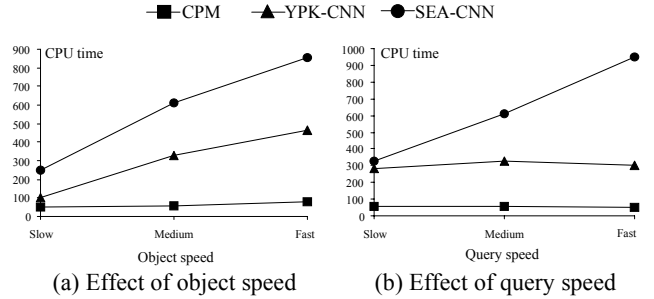 CPM YPK-CNN SEA-CNN
CPU time
900
800
700
600
500
400
300
200
100
0
Slow Medium Fast
Object speed
(a) Effect of object speed
CPU time
1000
900
800
700
600
500
400
300
200
100
0
Slow Medium Fast
Query speed
(b) Effect of query speed